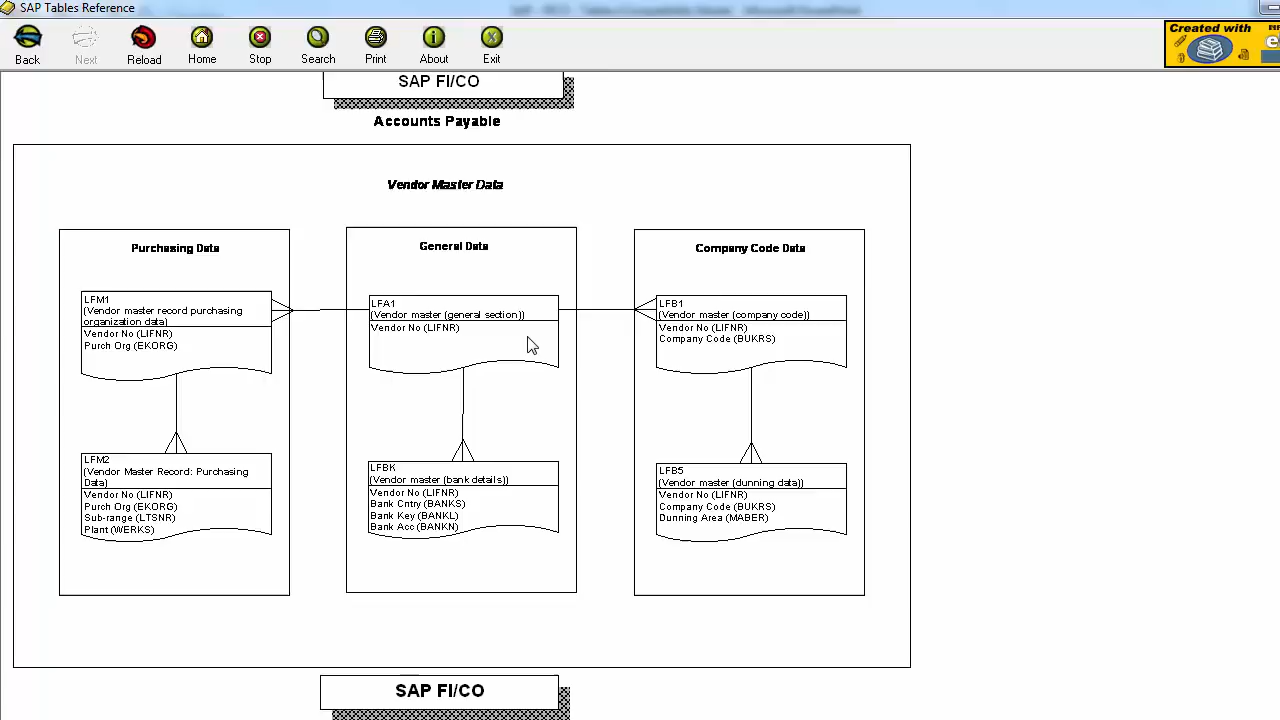 SAP Tables Reference
Back
Next
Reload
Home
Stop
Search
Print
About
Exit
Created with
SAP FI/CO
Accounts Payable
Vendor Master Data
Purchasing Data
LFM1
(Vendor master record purchasing
organization data)
Vendor No (LIFNR)
Purch Org (EKORG)
LFM2
(Vendor Master Record: Purchasing
Data)
Vendor No (LIFNR)
Purch Org (EKORG)
Sub-range (LTSNR)
Plant (WERKS)
General Data
LFA1
(Vendor master (general section))
Vendor No (LIFNR)
LFBK
(Vendor master (bank details))
Vendor No (LIFNR)
Bank Cntry (BANKS)
Bank Key (BANKL)
Bank Acc (BANKN)
Company Code Data
LFB1
(Vendor master (company code))
Vendor No (LIFNR)
Company Code (BUKRS)
LFB5
(Vendor master (dunning data))
Vendor No (LIFNR)
Company Code (BUKRS)
Dunning Area (MABER)
SAP FI/CO